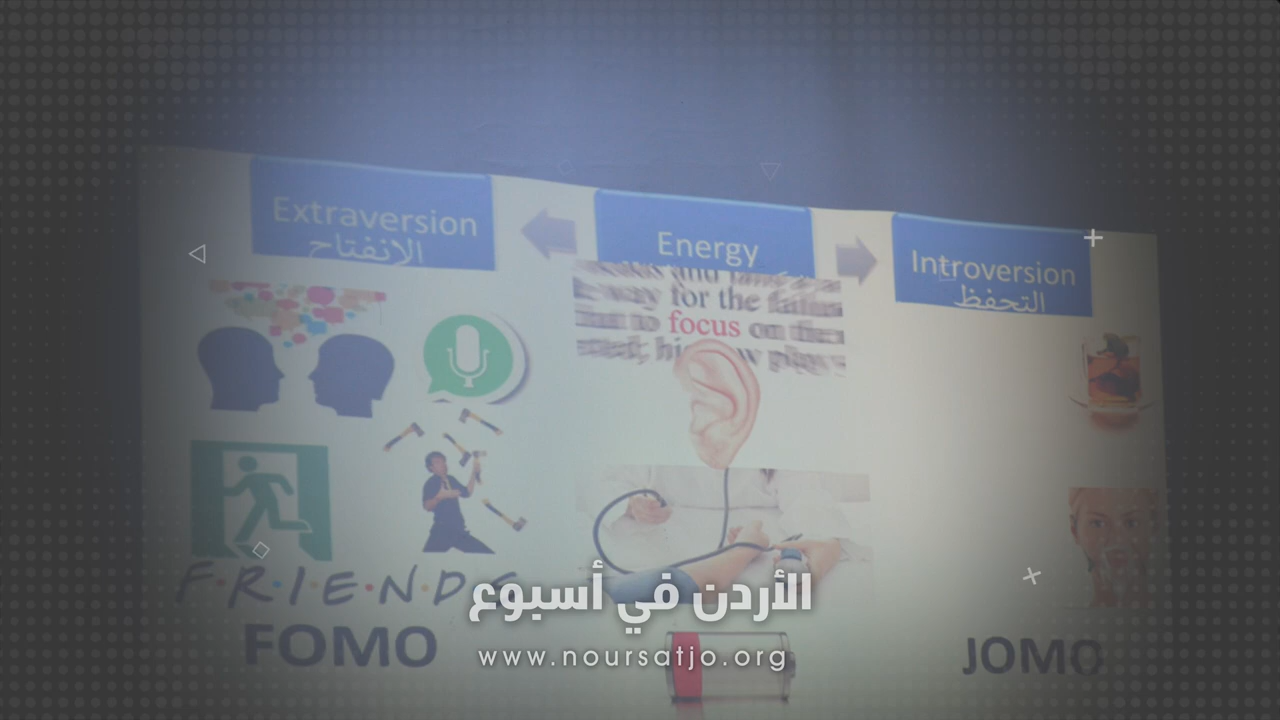 Extraversion
الانفتاح
Energy
Introversion
التحفظ
way for the
focus on
F·R·I·E·N·D·S
FOMO
JOMO
الأردن في أسبوع
www.noursatjo.org